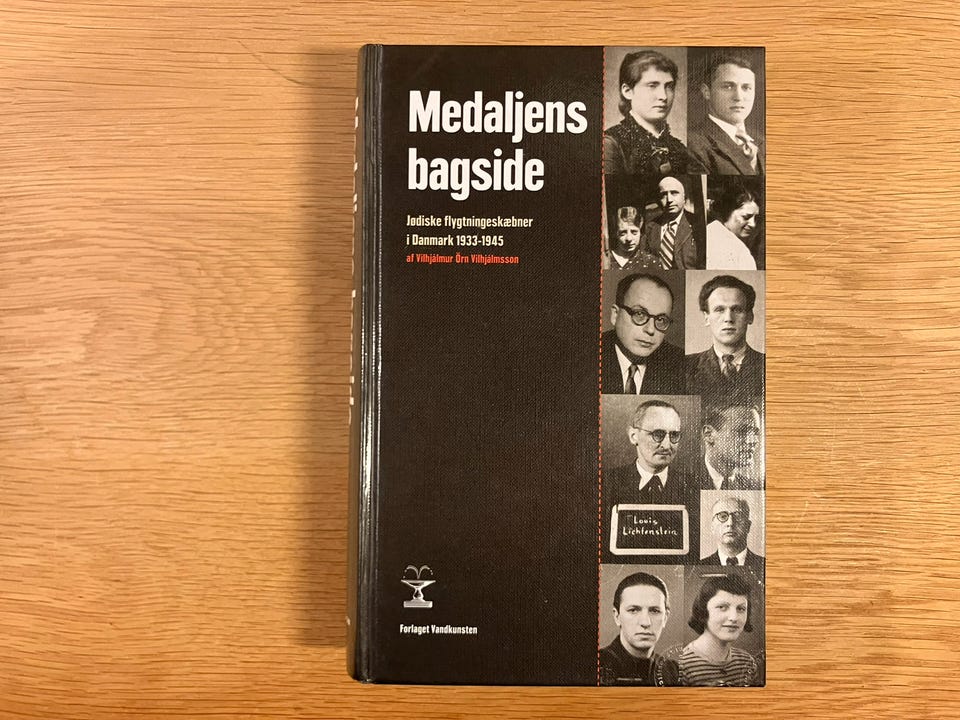 Medaljens
bagside
Jødiske flygtningeskæbner
i Danmark 1933-1945
af Vilhjálmur Örn Vilhjálmsson
Louis
Lichtenstein
Forlaget Vandkunsten